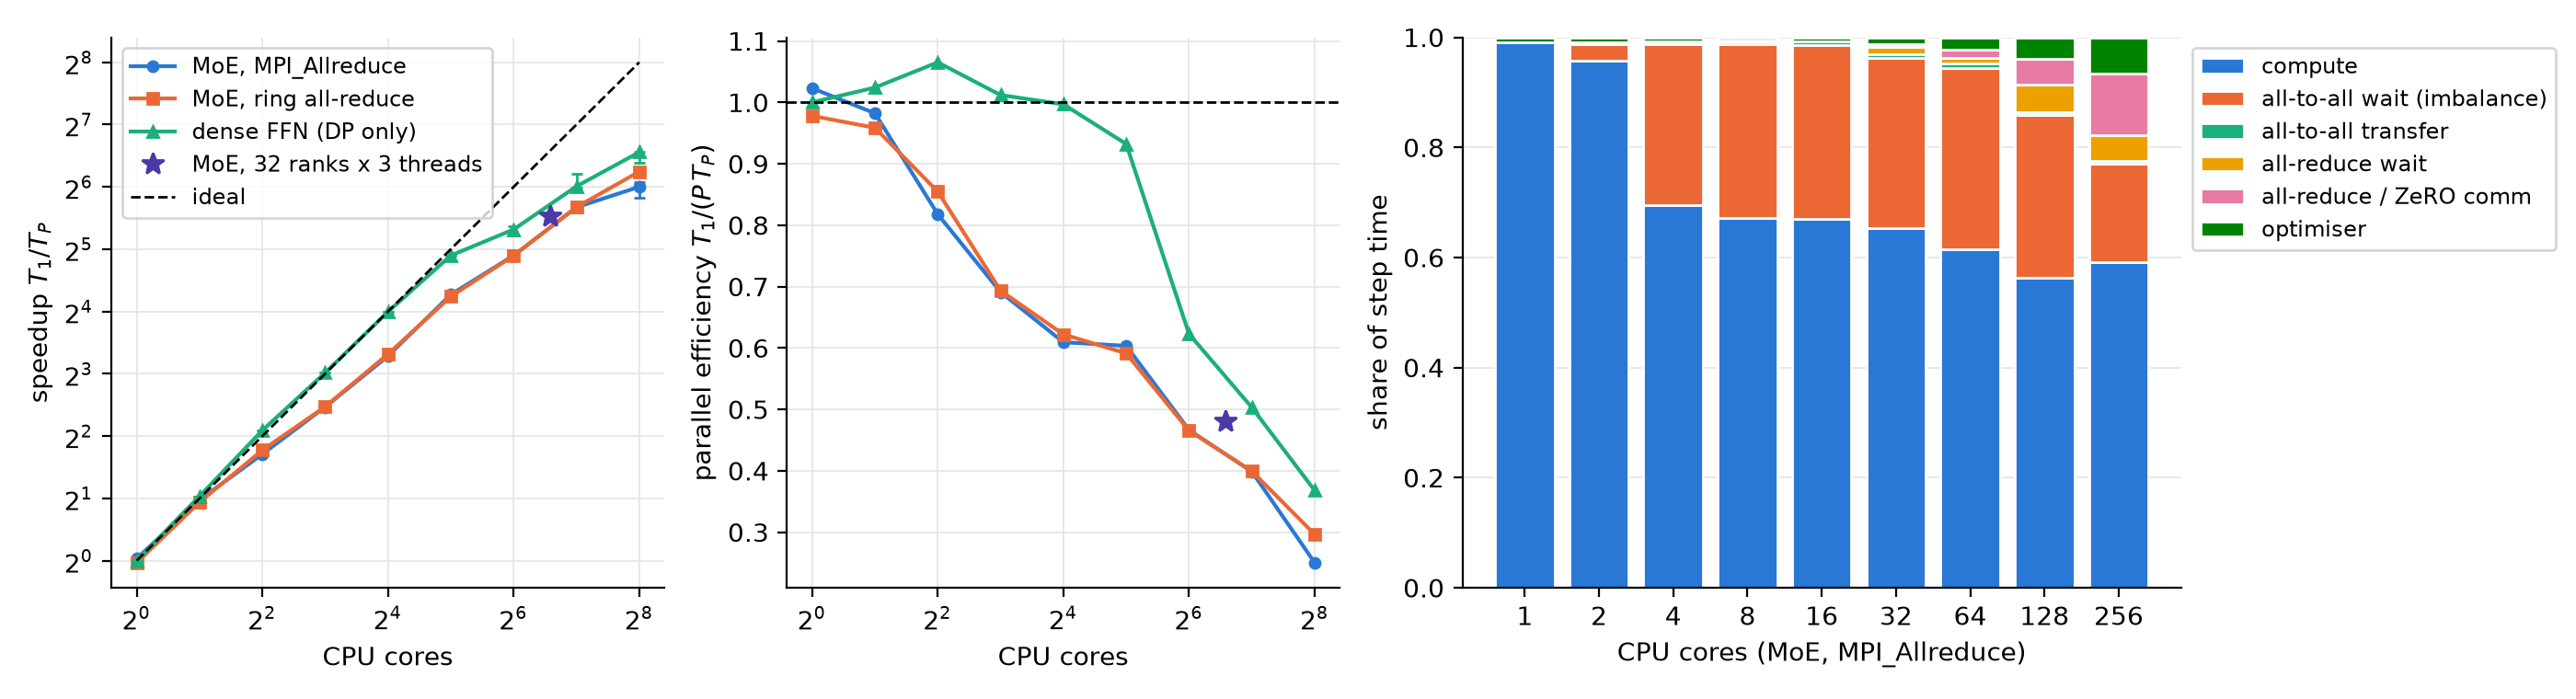 2^8
2^7
2^6
2^5
2^4
2^3
2^2
2^1
2^0
speedup T_1/T_P
MoE, MPI_Allreduce
MoE, ring all-reduce
dense FFN (DP only)
MoE, 32 ranks x 3 threads
ideal
2^0 2^2 2^4 2^6 2^8
CPU cores
1.1
1.0
0.9
0.8
0.7
0.6
0.5
0.4
0.3
parallel efficiency T_1/(PT_P)
2^0 2^2 2^4 2^6 2^8
CPU cores
1.0
0.8
0.6
0.4
0.2
0.0
share of step time
1 2 4 8 16 32 64 128 256
CPU cores (MoE, MPI_Allreduce)
compute
all-to-all wait (imbalance)
all-to-all transfer
all-reduce wait
all-reduce / ZeRO comm
optimiser